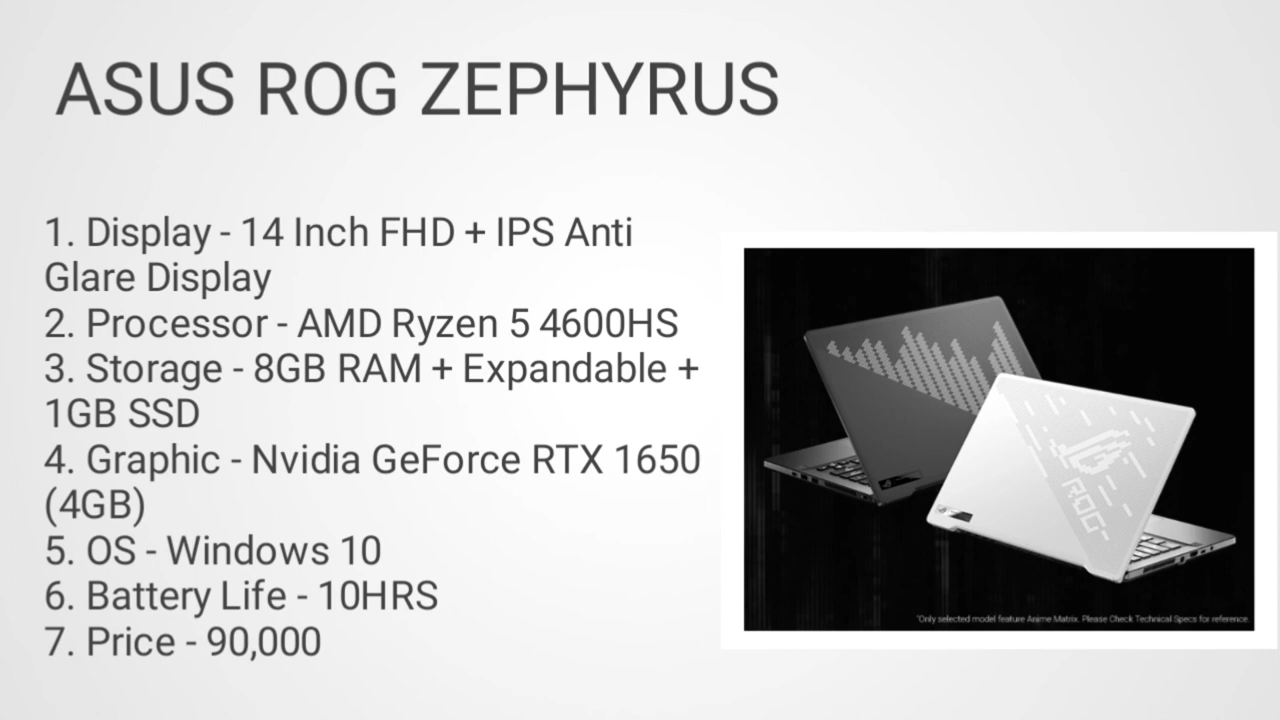 ASUS ROG ZEPHYRUS
1. Display - 14 Inch FHD + IPS Anti
Glare Display
2. Processor - AMD Ryzen 5 4600HS
3. Storage - 8GB RAM + Expandable +
1GB SSD
4. Graphic - Nvidia GeForce RTX 1650
(4GB)
5. OS - Windows 10
6. Battery Life - 10HRS
7. Price - 90,000
ROG
*Only selected model feature Anime Matrix. Please Check Technical Specs for reference.